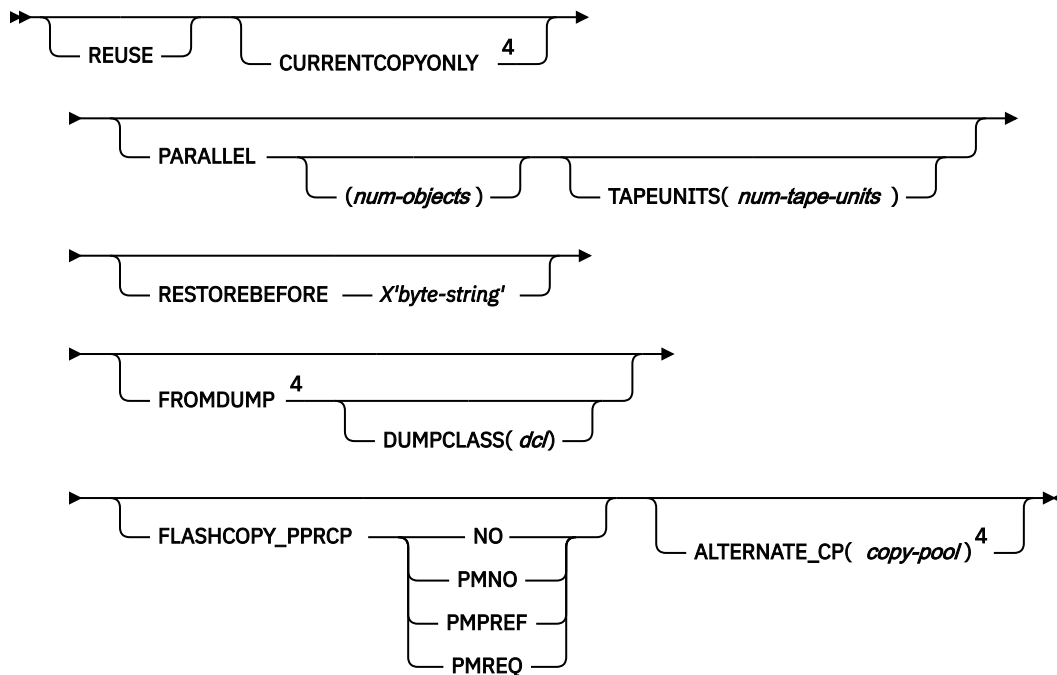 REUSE CURRENTCOPYONLY 4
PARALLEL (num-objects) TAPEUNITS( num-tape-units )
RESTOREBEFORE X'byte-string'
FROMDUMP 4 DUMPCLASS( dcl)
FLASHCOPY_PPRCP NO ALTERNATE_CP( copy-pool) 4
PMNO
PMPREF
PMREQ